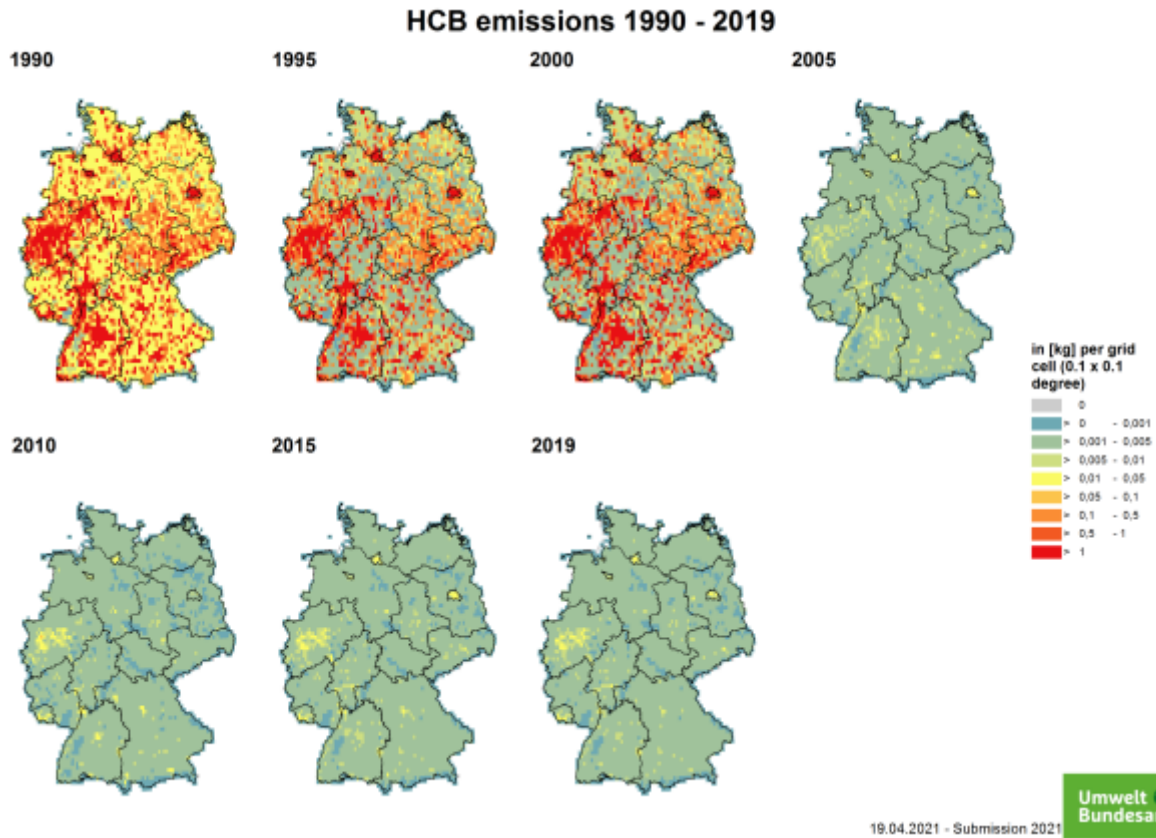 HCB emissions 1990 - 2019
1990
1995
2000
2005
in [kg] per grid
cell (0.1 x 0.1
degree)
0
> 0 - 0,001
> 0,001 - 0,005
> 0,005 - 0,01
> 0,01 - 0,05
> 0,05 - 0,1
> 0,1 - 0,5
> 0,5 - 1
> 1
2010
2015
2019
19.04.2021 - Submission 2021
Umwelt
Bundesa